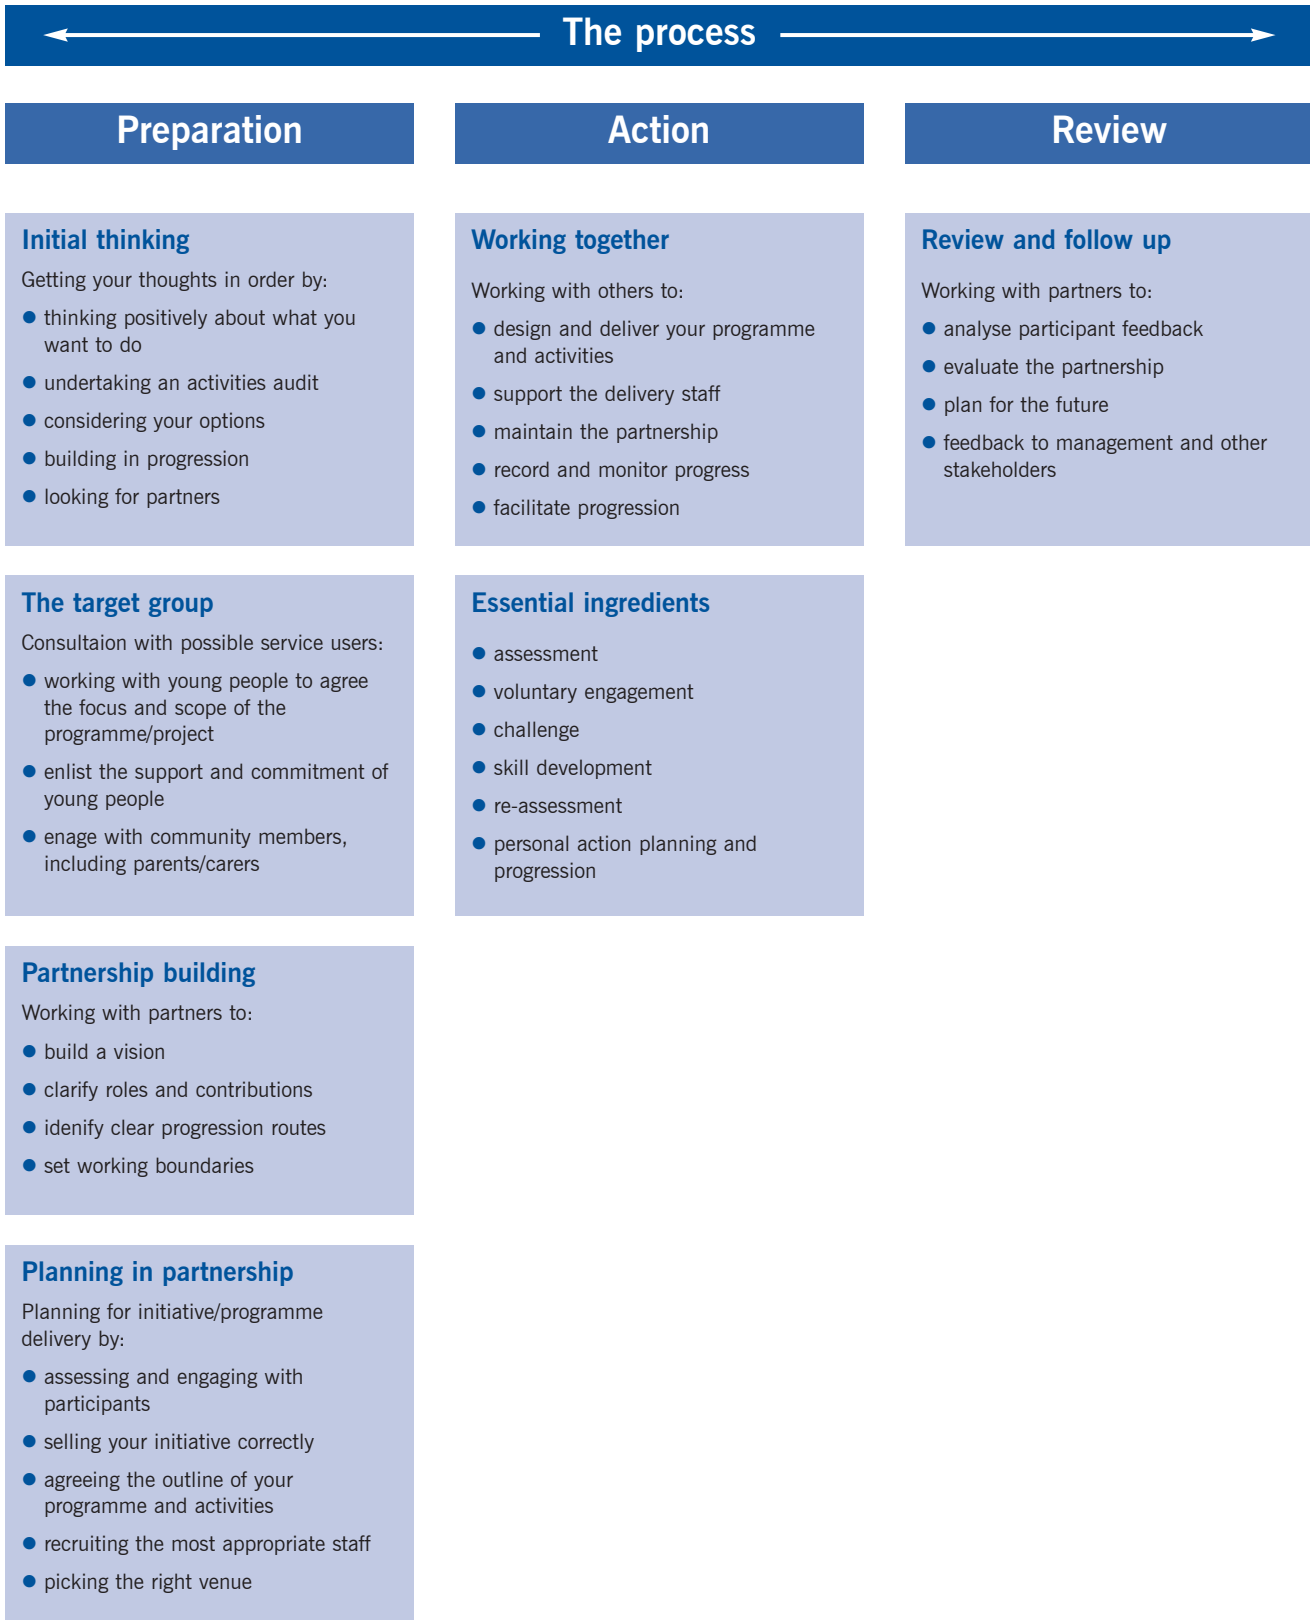 The process
Preparation
Initial thinking
Getting your thoughts in order by:
● thinking positively about what you
want to do
● undertaking an activities audit
● considering your options
● building in progression
● looking for partners
The target group
Consultaion with possible service users:
● working with young people to agree
the focus and scope of the
programme/project
● enlist the support and commitment of
young people
● enage with community members,
including parents/carers
Partnership building
Working with partners to:
● build a vision
● clarify roles and contributions
● idenify clear progression routes
● set working boundaries
Planning in partnership
Planning for initiative/programme
delivery by:
● assessing and engaging with
participants
● selling your initiative correctly
● agreeing the outline of your
programme and activities
● recruiting the most appropriate staff
● picking the right venue
Action
Working together
Working with others to:
● design and deliver your programme
and activities
● support the delivery staff
● maintain the partnership
● record and monitor progress
● facilitate progression
Essential ingredients
● assessment
● voluntary engagement
● challenge
● skill development
● re-assessment
● personal action planning and
progression
Review
Review and follow up
Working with partners to:
● analyse participant feedback
● evaluate the partnership
● plan for the future
● feedback to management and other
stakeholders